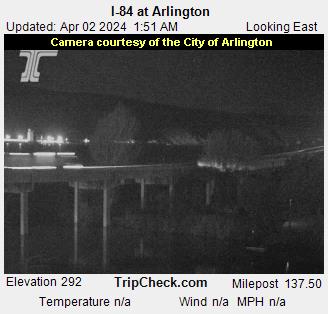 I-84 at Arlington
Updated: Apr 02 2024 1:51 AM Looking East
Camera courtesy of the City of Arlington
Elevation 292 TripCheck.com Milepost 137.50
Temperature n/a Wind n/a MPH n/a